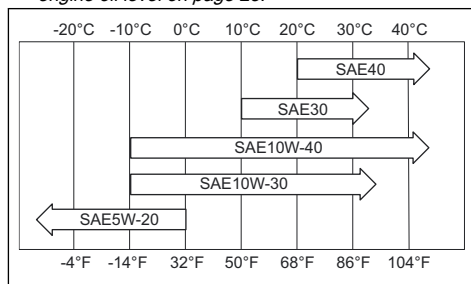 engine oil level on page 25.
-20°C -10°C 0°C 10°C 20°C 30°C 40°C
SAE40
SAE30
SAE10W-40
SAE10W-30
SAE5W-20
-4°F -14°F 32°F 50°F 68°F 86°F 104°F